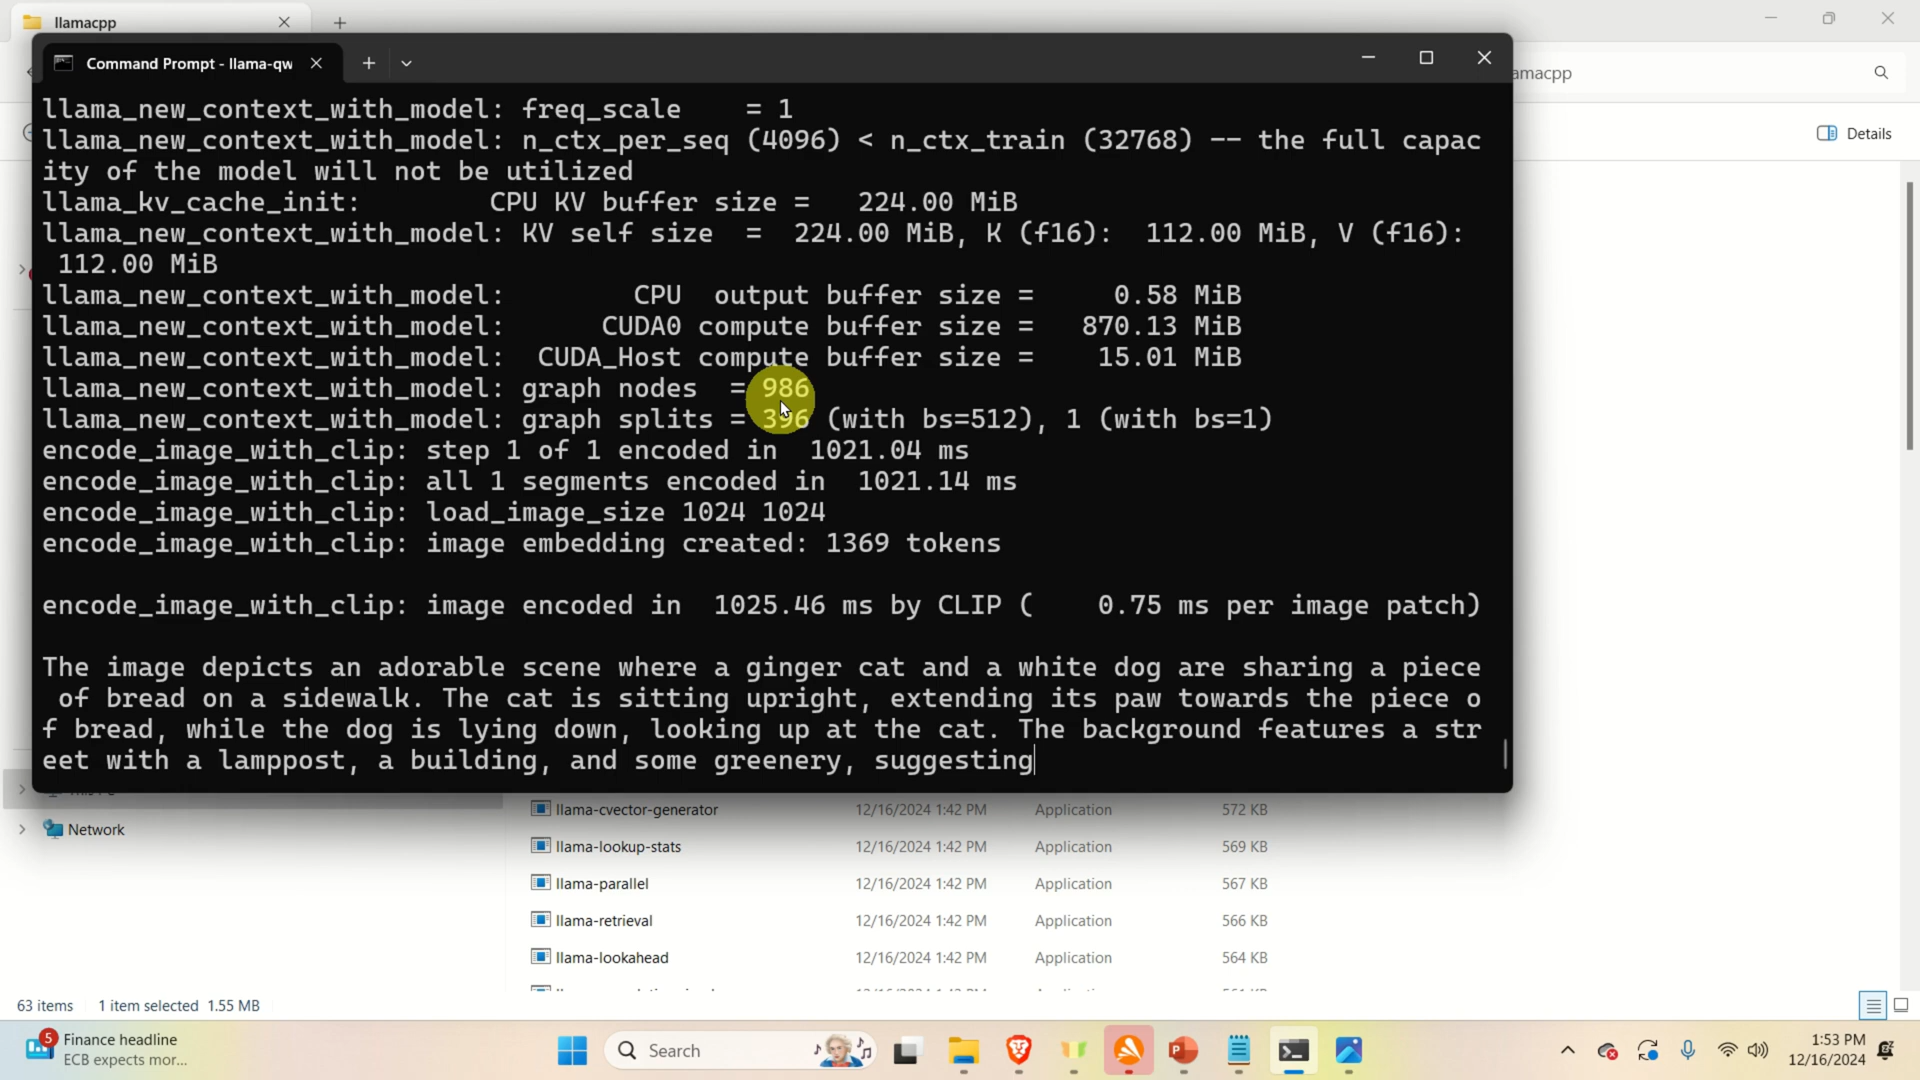 llamacpp
Command Prompt - llama-qw
amacpp
Details
llama_new_context_with_model: freq_scale    = 1
llama_new_context_with_model: n_ctx_per_seq (4096) < n_ctx_train (32768) -- the full capac
ity of the model will not be utilized
llama_kv_cache_init:        CPU KV buffer size =   224.00 MiB
llama_new_context_with_model: KV self size  =  224.00 MiB, K (f16):  112.00 MiB, V (f16):
 112.00 MiB
llama_new_context_with_model:        CPU  output buffer size =     0.58 MiB
llama_new_context_with_model:      CUDA0 compute buffer size =   870.13 MiB
llama_new_context_with_model:  CUDA_Host compute buffer size =    15.01 MiB
llama_new_context_with_model: graph nodes  = 986
llama_new_context_with_model: graph splits = 396 (with bs=512), 1 (with bs=1)
encode_image_with_clip: step 1 of 1 encoded in  1021.04 ms
encode_image_with_clip: all 1 segments encoded in  1021.14 ms
encode_image_with_clip: load_image_size 1024 1024
encode_image_with_clip: image embedding created: 1369 tokens
encode_image_with_clip: image encoded in  1025.46 ms by CLIP (    0.75 ms per image patch)
The image depicts an adorable scene where a ginger cat and a white dog are sharing a piece
 of bread on a sidewalk. The cat is sitting upright, extending its paw towards the piece o
f bread, while the dog is lying down, looking up at the cat. The background features a str
eet with a lamppost, a building, and some greenery, suggesting
Network
llama-cvector-generator 12/16/2024 1:42 PM Application 572 KB
llama-lookup-stats 12/16/2024 1:42 PM Application 569 KB
llama-parallel 12/16/2024 1:42 PM Application 567 KB
llama-retrieval 12/16/2024 1:42 PM Application 566 KB
llama-lookahead 12/16/2024 1:42 PM Application 564 KB
63 items 1 item selected 1.55 MB
5 Finance headline
ECB expects mor...
Search
1:53 PM
12/16/2024